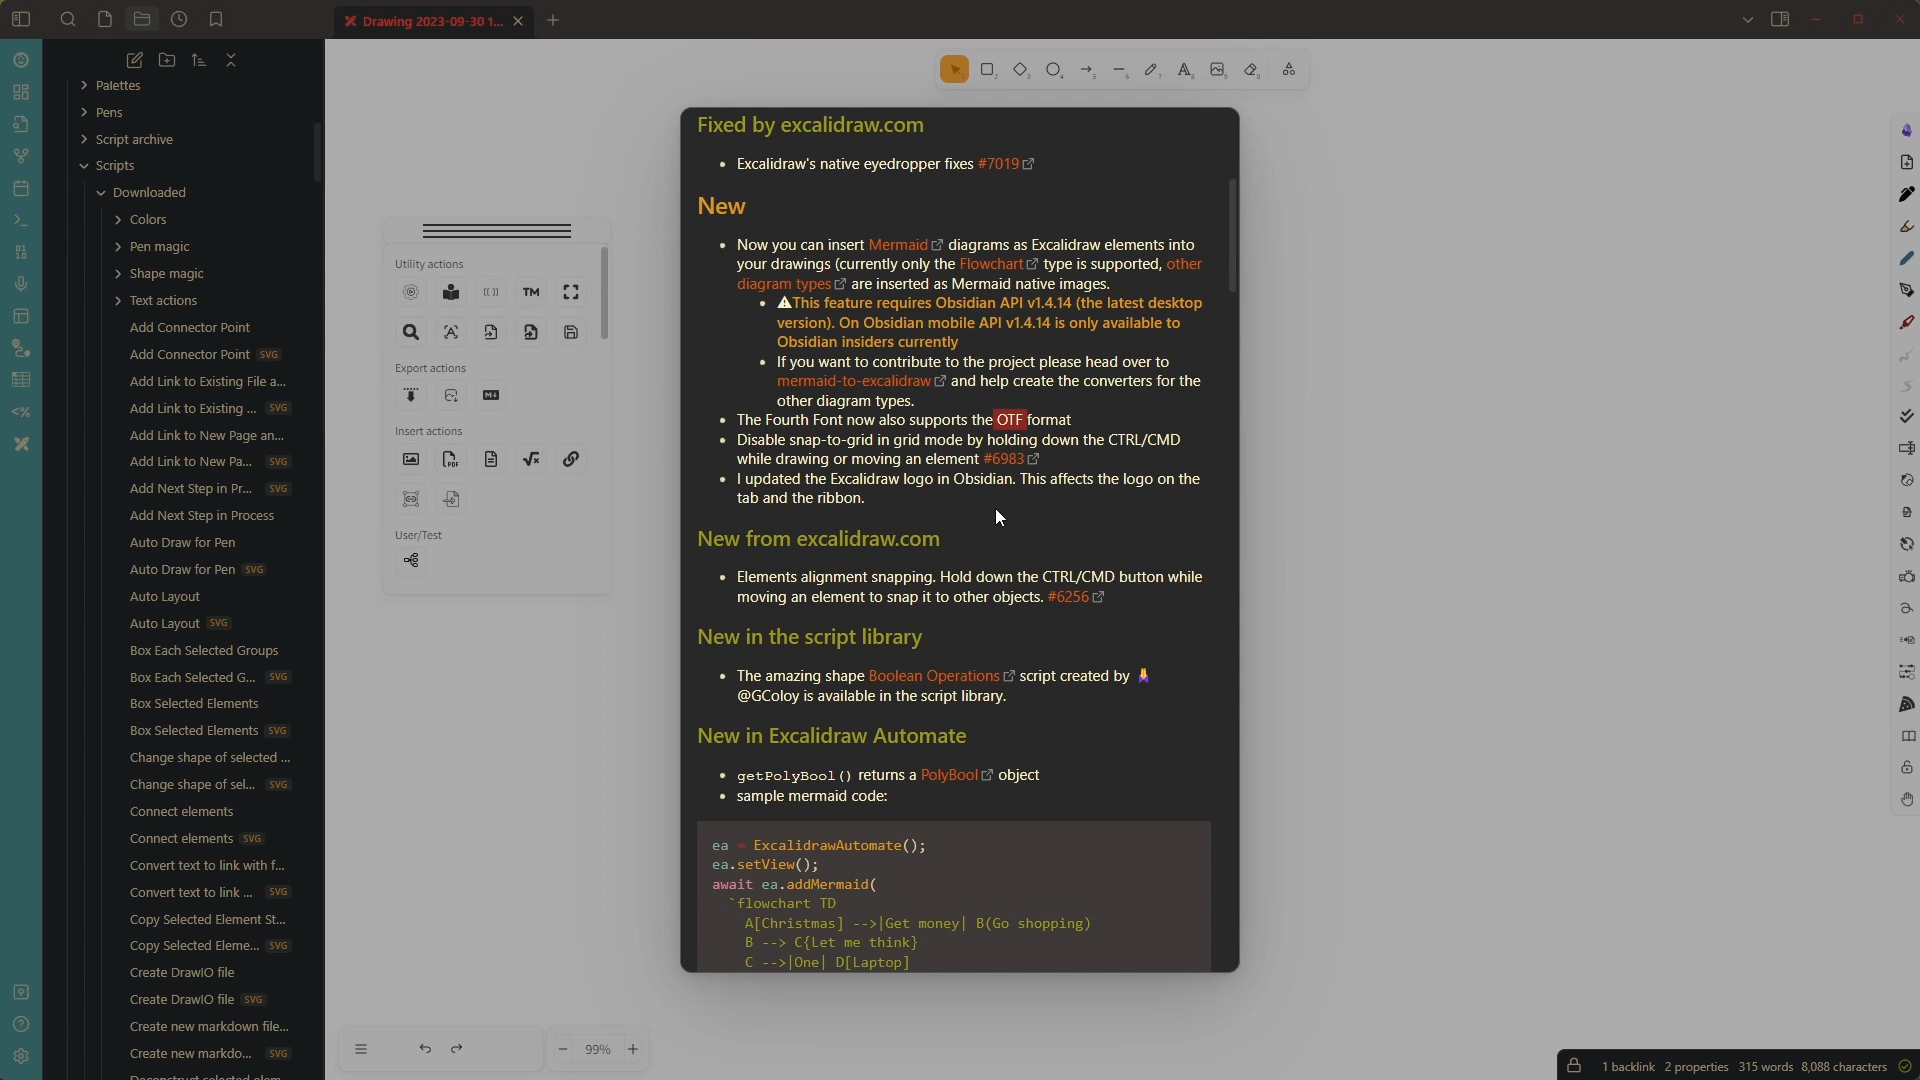 Drawing 2023-09-30 1...
Palettes
Pens
Script archive
Scripts
Downloaded
Colors
Pen magic
Shape magic
Text actions
Add Connector Point
Add Connector Point SVG
Add Link to Existing File a...
Add Link to Existing ... SVG
Add Link to New Page an...
Add Link to New Pa... SVG
Add Next Step in Pr... SVG
Add Next Step in Process
Auto Draw for Pen
Auto Draw for Pen SVG
Auto Layout
Auto Layout SVG
Box Each Selected Groups
Box Each Selected G... SVG
Box Selected Elements
Box Selected Elements SVG
Change shape of selected ...
Change shape of sel... SVG
Connect elements
Connect elements SVG
Convert text to link with f...
Convert text to link ... SVG
Copy Selected Element St...
Copy Selected Eleme... SVG
Create DrawIO file
Create DrawIO file SVG
Create new markdown file...
Create new markdo... SVG
Utility actions
TM
Export actions
Insert actions
PDF
User/Test
99%
Fixed by excalidraw.com
Excalidraw's native eyedropper fixes #7019
New
Now you can insert Mermaid diagrams as Excalidraw elements into
your drawings (currently only the Flowchart type is supported, other
diagram types are inserted as Mermaid native images.
⚠This feature requires Obsidian API v1.4.14 (the latest desktop
version). On Obsidian mobile API v1.4.14 is only available to
Obsidian insiders currently
If you want to contribute to the project please head over to
mermaid-to-excalidraw and help create the converters for the
other diagram types.
The Fourth Font now also supports the OTF format
Disable snap-to-grid in grid mode by holding down the CTRL/CMD
while drawing or moving an element #6983
I updated the Excalidraw logo in Obsidian. This affects the logo on the
tab and the ribbon.
New from excalidraw.com
Elements alignment snapping. Hold down the CTRL/CMD button while
moving an element to snap it to other objects. #6256
New in the script library
The amazing shape Boolean Operations script created by 🧜
@GColoy is available in the script library.
New in Excalidraw Automate
getPolyBool() returns a PolyBool object
sample mermaid code:
ea = ExcalidrawAutomate();
ea.setView();
await ea.addMermaid(
`flowchart TD
A[Christmas] -->|Get money| B(Go shopping)
B --> C{Let me think}
C -->|One| D[Laptop]
1 backlink 2 properties 315 words 8,088 characters